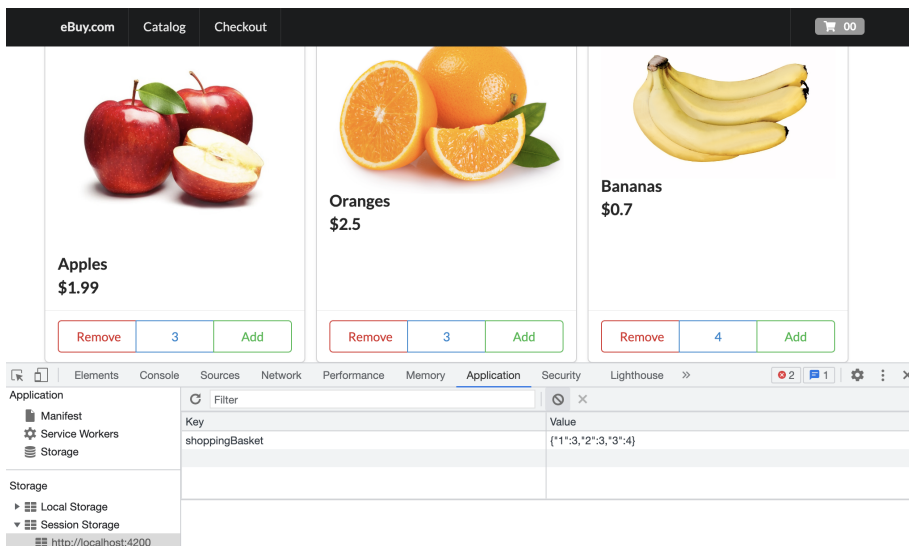 eBuy.com Catalog Checkout 00
Apples
$1.99
Remove 3 Add
Oranges
$2.5
Remove 3 Add
Bananas
$0.7
Remove 4 Add
Elements Console Sources Network Performance Memory Application Security Lighthouse » 2 1
Application
Manifest
Service Workers
Storage
Storage
Local Storage
Session Storage
http://localhost:4200
Filter
Key Value
shoppingBasket {"1":3,"2":3,"3":4}